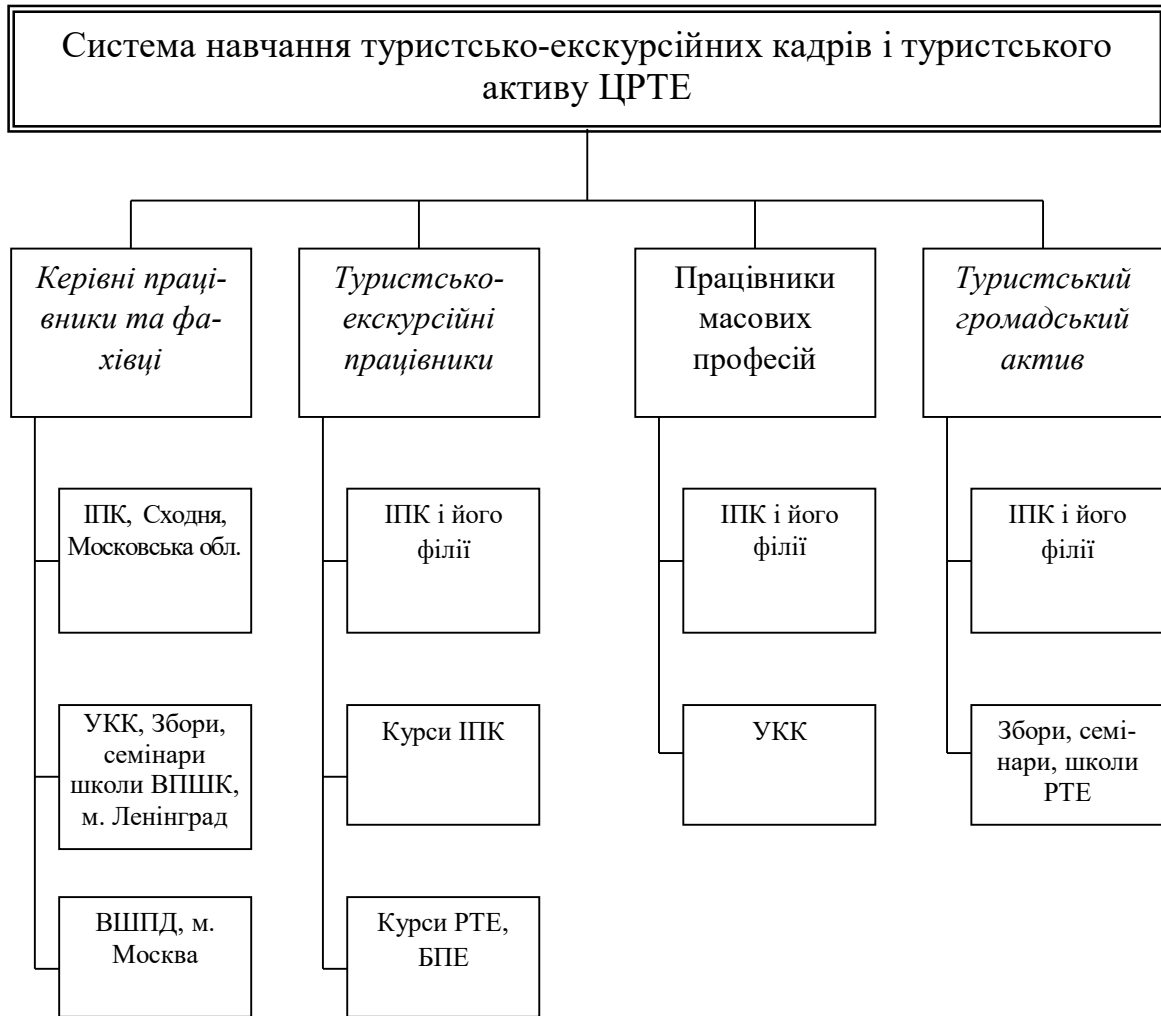 Система навчання туристсько-екскурсійних кадрів і туристського
активу ЦРТЕ
Керівні праці-
вники та фа-
хівці
Туристсько-
екскурсійні
працівники
Працівники
масових
професій
Туристський
громадський
актив
ІПК, Сходня,
Московська обл.
ІПК і його
філії
ІПК і його
філії
ІПК і його
філії
УКК, Збори,
семінари
школи ВПШК,
м. Ленінград
Курси ІПК
УКК
Збори, семі-
нари, школи
РТЕ
ВШПД, м.
Москва
Курси РТЕ,
БПЕ